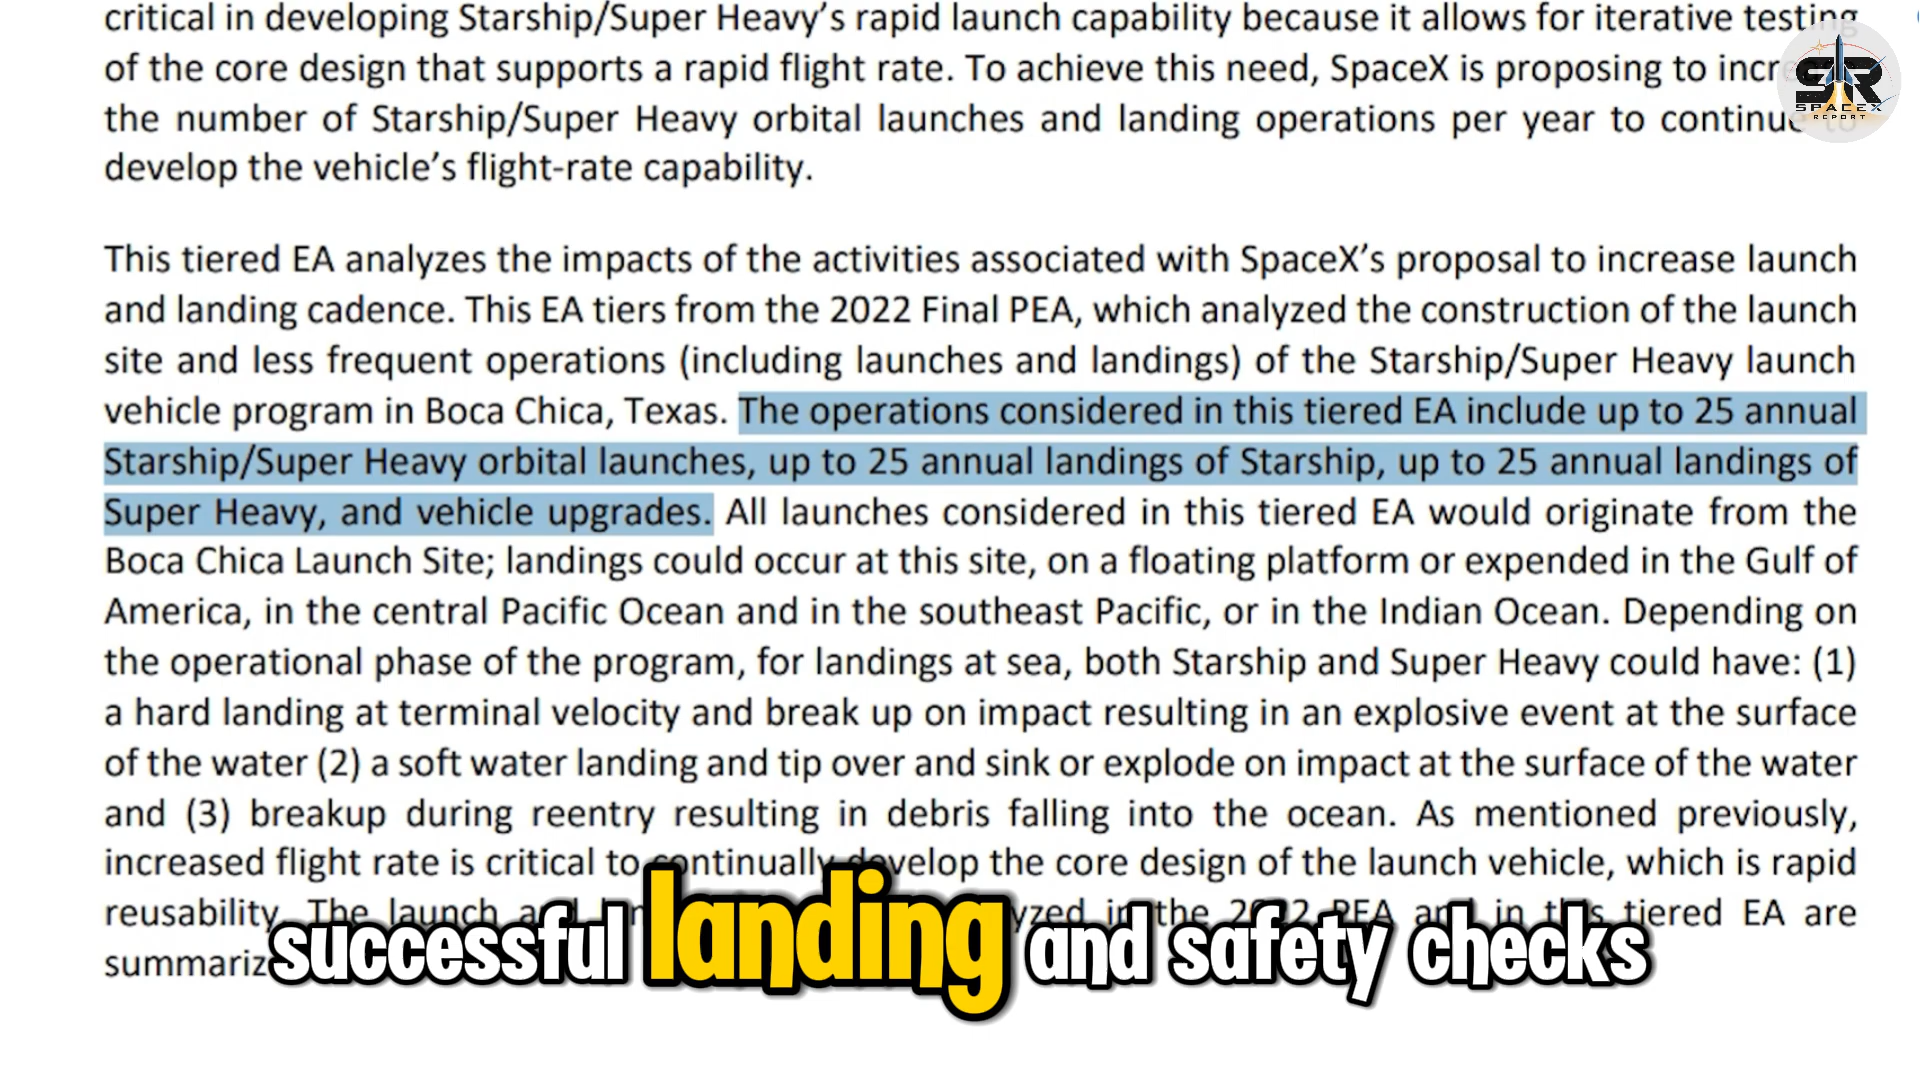 critical in developing Starship/Super Heavy’s rapid launch capability because it allows for iterative testing
of the core design that supports a rapid flight rate. To achieve this need, SpaceX is proposing to increase
the number of Starship/Super Heavy orbital launches and landing operations per year to continue to
develop the vehicle’s flight-rate capability.
SR
SPACEX
REPORT
This tiered EA analyzes the impacts of the activities associated with SpaceX’s proposal to increase launch
and landing cadence. This EA tiers from the 2022 Final PEA, which analyzed the construction of the launch
site and less frequent operations (including launches and landings) of the Starship/Super Heavy launch
vehicle program in Boca Chica, Texas. The operations considered in this tiered EA include up to 25 annual
Starship/Super Heavy orbital launches, up to 25 annual landings of Starship, up to 25 annual landings of
Super Heavy, and vehicle upgrades. All launches considered in this tiered EA would originate from the
Boca Chica Launch Site; landings could occur at this site, on a floating platform or expended in the Gulf of
America, in the central Pacific Ocean and in the southeast Pacific, or in the Indian Ocean. Depending on
the operational phase of the program, for landings at sea, both Starship and Super Heavy could have: (1)
a hard landing at terminal velocity and break up on impact resulting in an explosive event at the surface
of the water (2) a soft water landing and tip over and sink or explode on impact at the surface of the water
and (3) breakup during reentry resulting in debris falling into the ocean. As mentioned previously,
increased flight rate is critical to continually develop the core design of the launch vehicle, which is rapid
reusability. The launch and in the 2022 PEA and in this tiered EA are
successful landing and safety checks